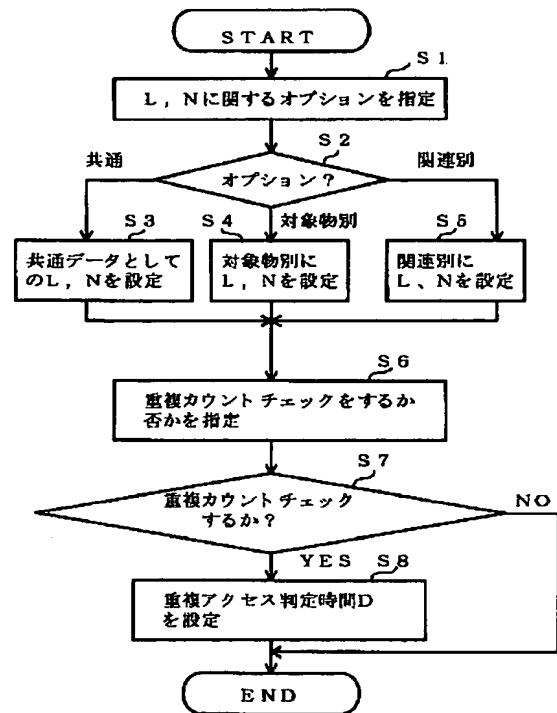 START
S1
L,Nに関するオプションを指定
S2
共通
関連別
オプション?
対象物別
S3
共通データとして
のL,Nを設定
S4
対象物別に
L,Nを設定
S5
関連別に
L、Nを設定
S6
重複カウントチェックをするか
否かを指定
S7
重複カウントチェック
するか?
NO
YES
S8
重複アクセス判定時間D
を設定
END